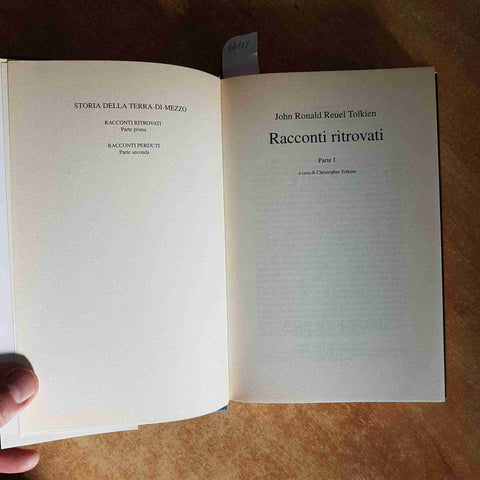 STORIA DELLA TERRA-DI-MEZZO
RACCONTI RITROVATI
Parte prima
RACCONTI PERDUTI
Parte seconda
John Ronald Reuel Tolkien
Racconti ritrovati
Parte I
a cura di Christopher Tolkien